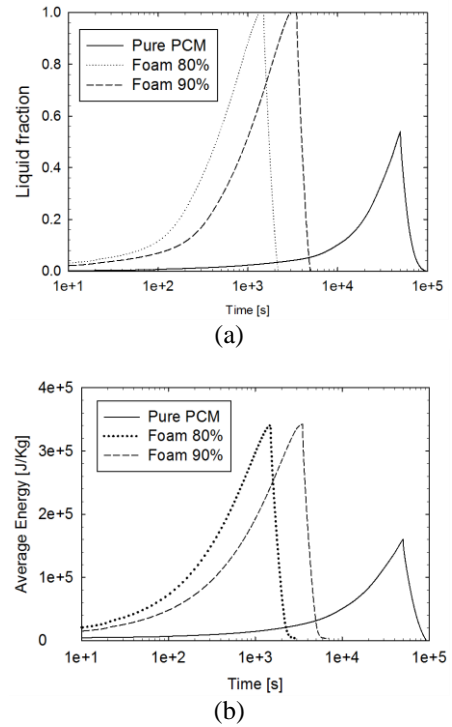 1.0
0.8
0.6
0.4
0.2
0.0
Liquid fraction
Pure PCM
Foam 80%
Foam 90%
1e+1 1e+2 1e+3 1e+4 1e+5
Time [s]
(a)
4e+5
3e+5
2e+5
1e+5
0
Average Energy [J/Kg]
Pure PCM
Foam 80%
Foam 90%
1e+1 1e+2 1e+3 1e+4 1e+5
Time [s]
(b)